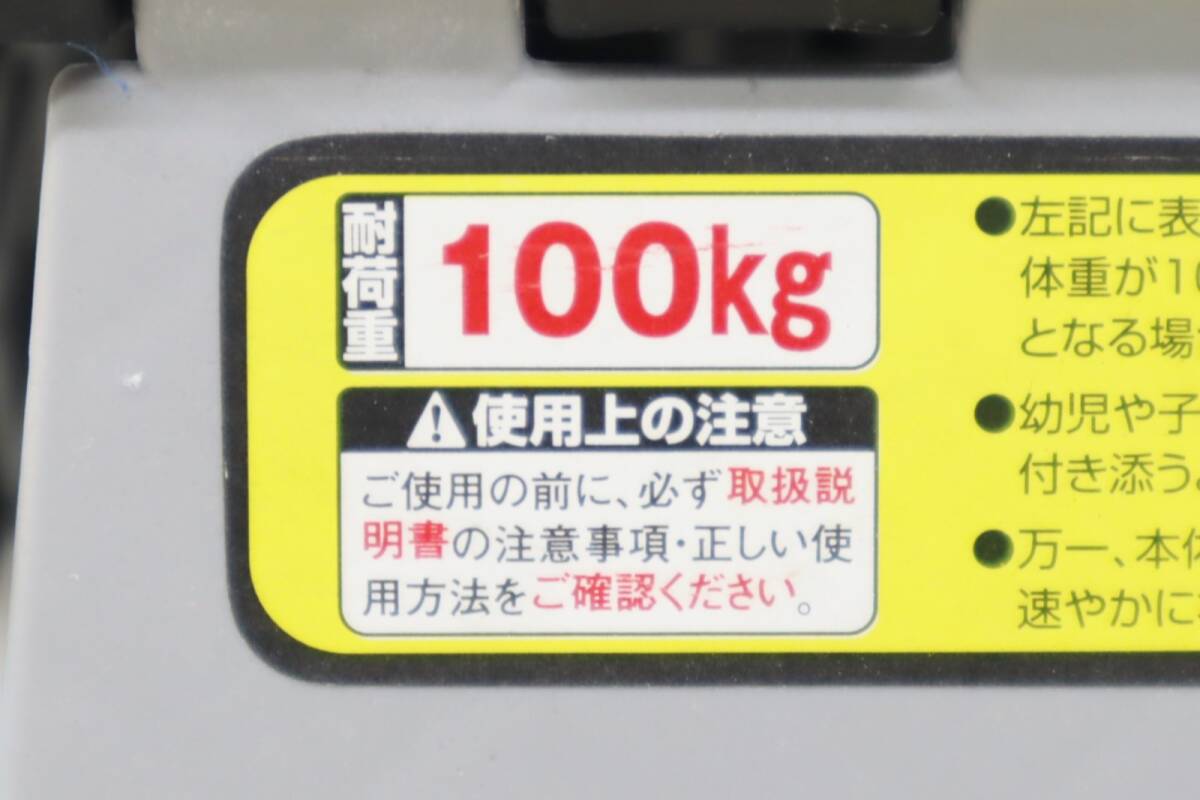 耐荷重
100kg
⚠使用上の注意
ご使用の前に、必ず取扱説
明書の注意事項・正しい使
用方法をご確認ください。
●左記に表
体重が10
となる場
●幼児や子
付き添う
●万一、本体
速やかに